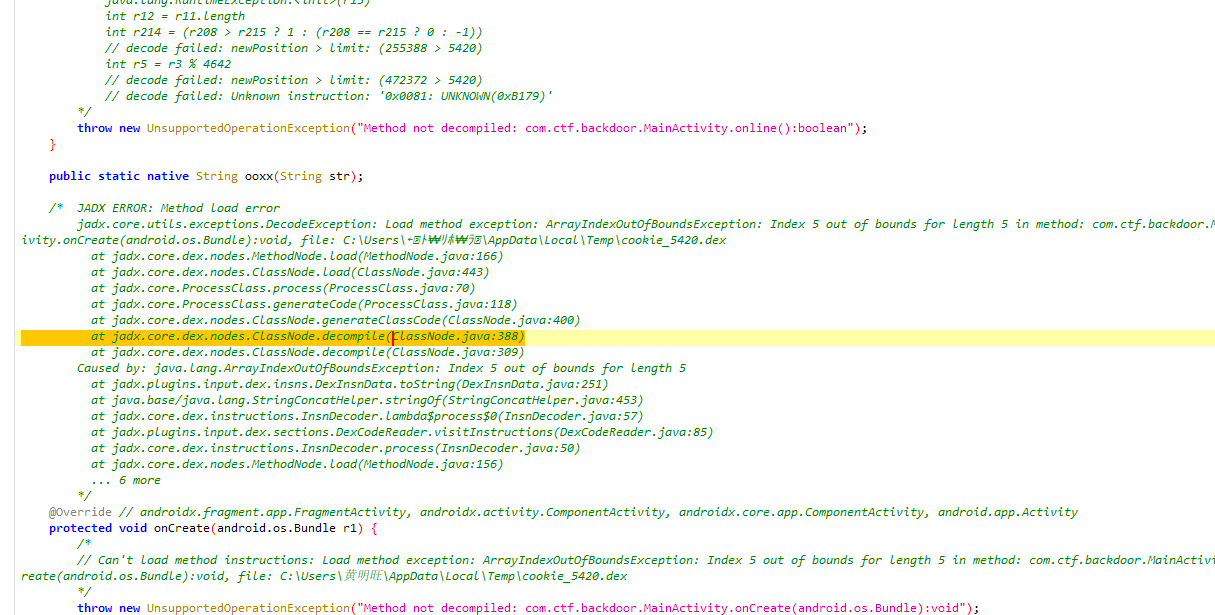 java.lang.RuntimeException.<init>(r15)
int r12 = r11.length
int r214 = (r208 > r215 ? 1 : (r208 == r215 ? 0 : -1))
// decode failed: newPosition > limit: (255388 > 5420)
int r5 = r3 % 4642
// decode failed: newPosition > limit: (472372 > 5420)
// decode failed: Unknown instruction: '0x0081: UNKNOWN(0xB179)'
*/
throw new UnsupportedOperationException("Method not decompiled: com.ctf.backdoor.MainActivity.online():boolean");
}
public static native String ooxx(String str);
/* JADX ERROR: Method load error
jadx.core.utils.exceptions.DecodeException: Load method exception: ArrayIndexOutOfBoundsException: Index 5 out of bounds for length 5 in method: com.ctf.backdoor.
ivity.onCreate(android.os.Bundle):void, file: C:\Users\\AppData\Local\Temp\cookie_5420.dex
at jadx.core.dex.nodes.MethodNode.load(MethodNode.java:166)
at jadx.core.dex.nodes.ClassNode.load(ClassNode.java:443)
at jadx.core.ProcessClass.process(ProcessClass.java:70)
at jadx.core.ProcessClass.generateCode(ProcessClass.java:118)
at jadx.core.dex.nodes.ClassNode.generateClassCode(ClassNode.java:400)
at jadx.core.dex.nodes.ClassNode.decompile(ClassNode.java:388)
at jadx.core.dex.nodes.ClassNode.decompile(ClassNode.java:309)
Caused by: java.lang.ArrayIndexOutOfBoundsException: Index 5 out of bounds for length 5
at jadx.plugins.input.dex.insns.DexInsnData.toString(DexInsnData.java:251)
at java.base/java.lang.StringConcatHelper.stringOf(StringConcatHelper.java:453)
at jadx.core.dex.instructions.InsnDecoder.lambda$process$0(InsnDecoder.java:57)
at jadx.plugins.input.dex.sections.DexCodeReader.visitInstructions(DexCodeReader.java:85)
at jadx.core.dex.instructions.InsnDecoder.process(InsnDecoder.java:50)
at jadx.core.dex.nodes.MethodNode.load(MethodNode.java:156)
... 6 more
*/
@Override // androidx.fragment.app.FragmentActivity, androidx.activity.ComponentActivity, androidx.core.app.ComponentActivity, android.app.Activity
protected void onCreate(android.os.Bundle r1) {
/*
// Can't load method instructions: Load method exception: ArrayIndexOutOfBoundsException: Index 5 out of bounds for length 5 in method: com.ctf.backdoor.MainActivi
reate(android.os.Bundle):void, file: C:\Users\黄明旺\AppData\Local\Temp\cookie_5420.dex
*/
throw new UnsupportedOperationException("Method not decompiled: com.ctf.backdoor.MainActivity.onCreate(android.os.Bundle):void");